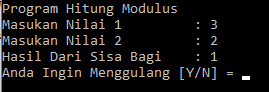 Program Hitung Modulus
Masukan Nilai 1        : 3
Masukan Nilai 2        : 2
Hasil Dari Sisa Bagi   : 1
Anda Ingin Menggulang [Y/N] = _